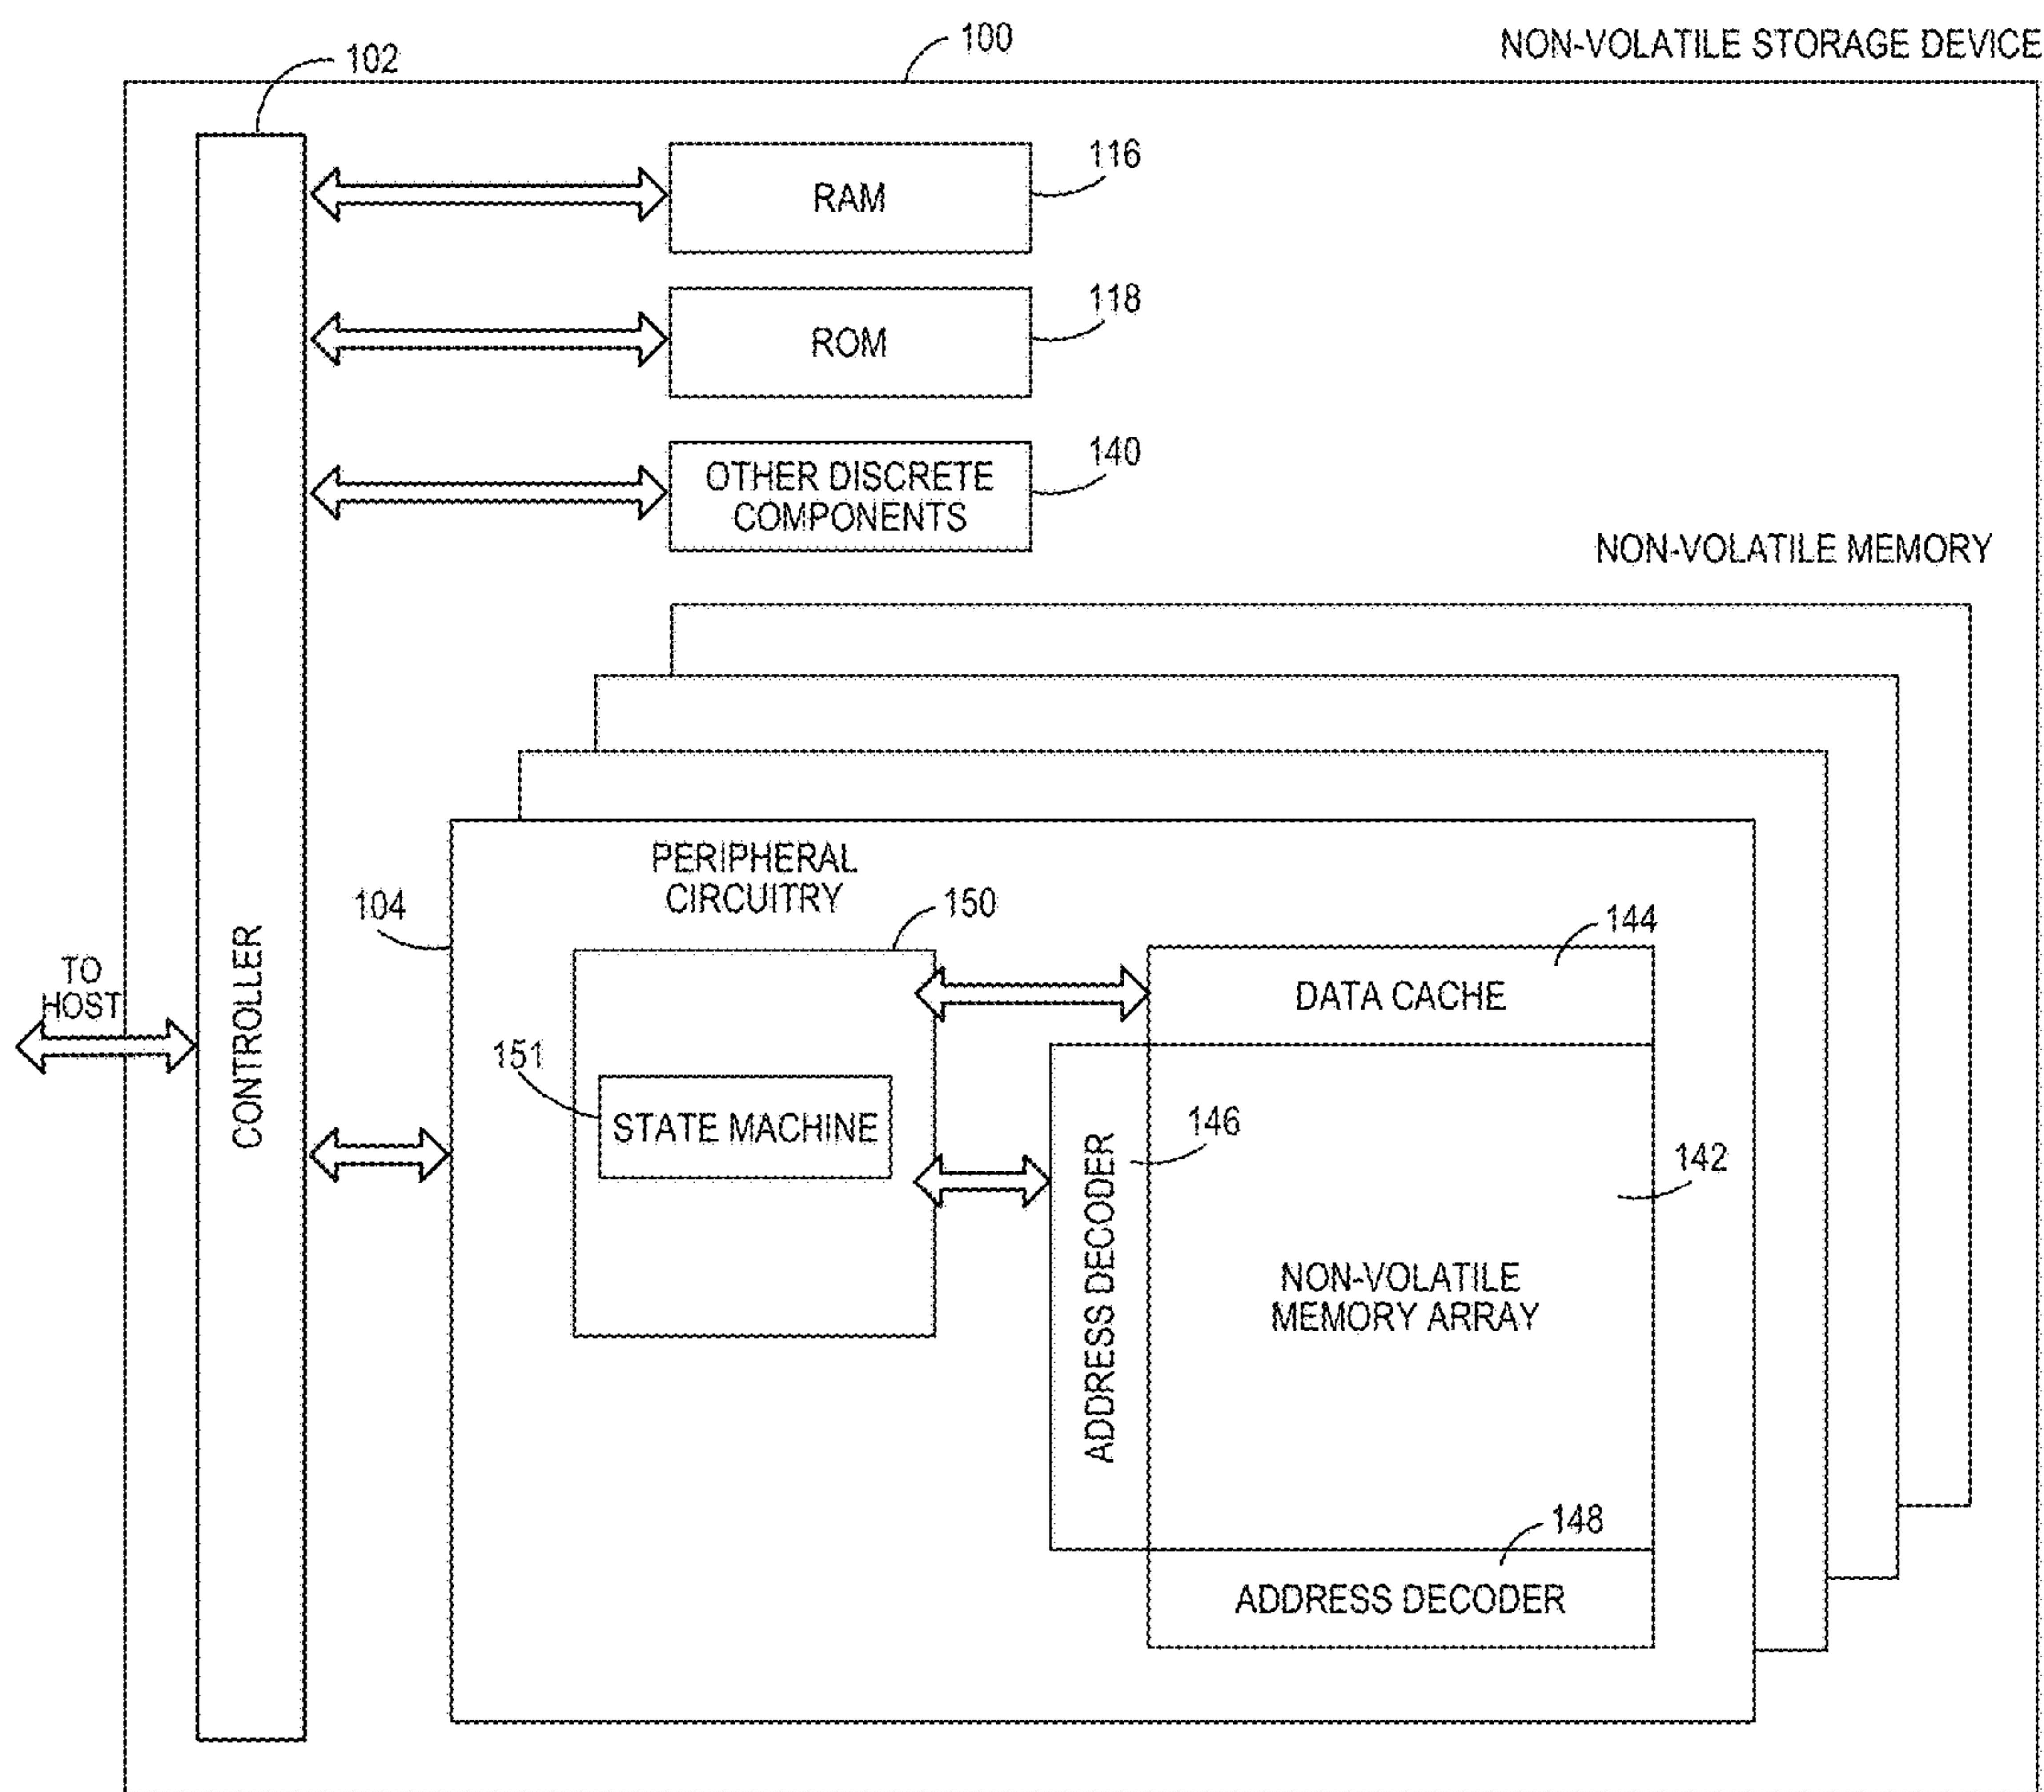 100
NON-VOLATILE STORAGE DEVICE
102
116
RAM
118
ROM
140
OTHER DISCRETE
COMPONENTS
NON-VOLATILE MEMORY
PERIPHERAL
CIRCUITRY
104
150
144
DATA CACHE
TO
HOST
CONTROLLER
151
STATE MACHINE
146
ADDRESS DECODER
142
NON-VOLATILE
MEMORY ARRAY
148
ADDRESS DECODER